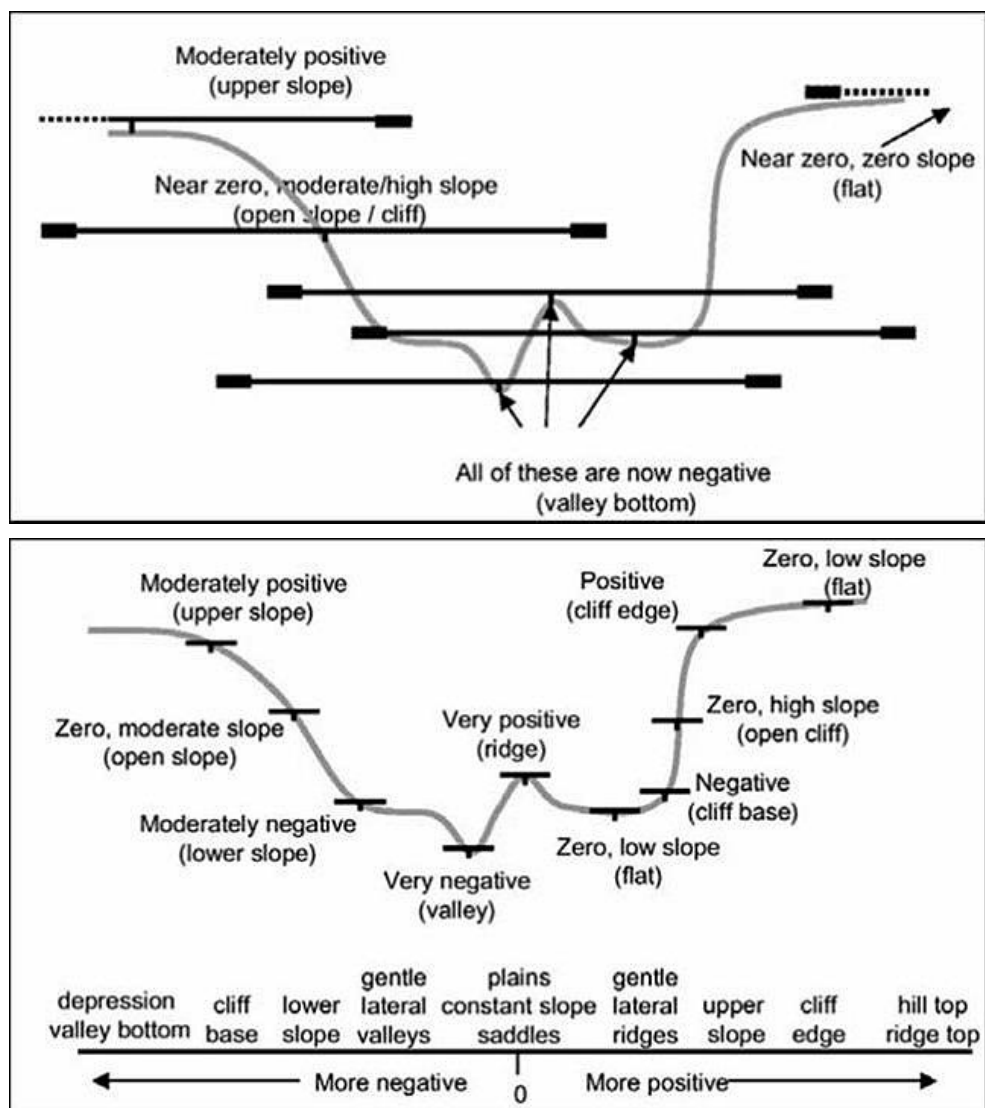 Moderately positive
(upper slope)
Near zero, zero slope
(flat)
Near zero, moderate/high slope
(open slope / cliff)
All of these are now negative
(valley bottom)
Zero, low slope
(flat)
Moderately positive
(upper slope)
Positive
(cliff edge)
Zero, moderate slope
(open slope)
Very positive
(ridge)
Zero, high slope
(open cliff)
Negative
(cliff base)
Moderately negative
(lower slope)
Zero, low slope
(flat)
Very negative
(valley)
depression
valley bottom
cliff
base
lower
slope
gentle
lateral
valleys
plains
constant slope
saddles
gentle
lateral
ridges
upper
slope
cliff
edge
hill top
ridge top
More negative
0
More positive